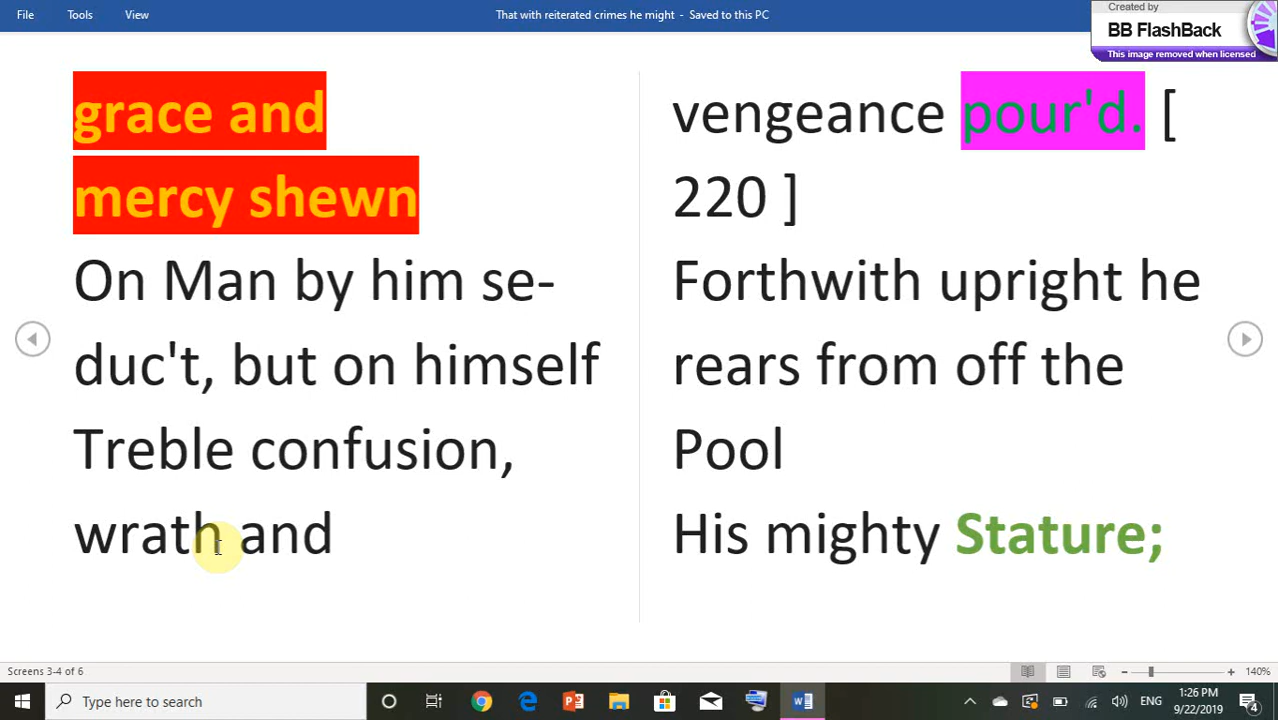 File Tools View That with reiterated crimes he might - Saved to this PC
Created by
BB FlashBack
This image removed when licensed
grace and
mercy shewn
On Man by him se-
duc't, but on himself
Treble confusion,
wrath and
vengeance pour'd. [
220 ]
Forthwith upright he
rears from off the
Pool
His mighty Stature;
Screens 3-4 of 6
140%
Type here to search
ENG
1:26 PM
9/22/2019
4